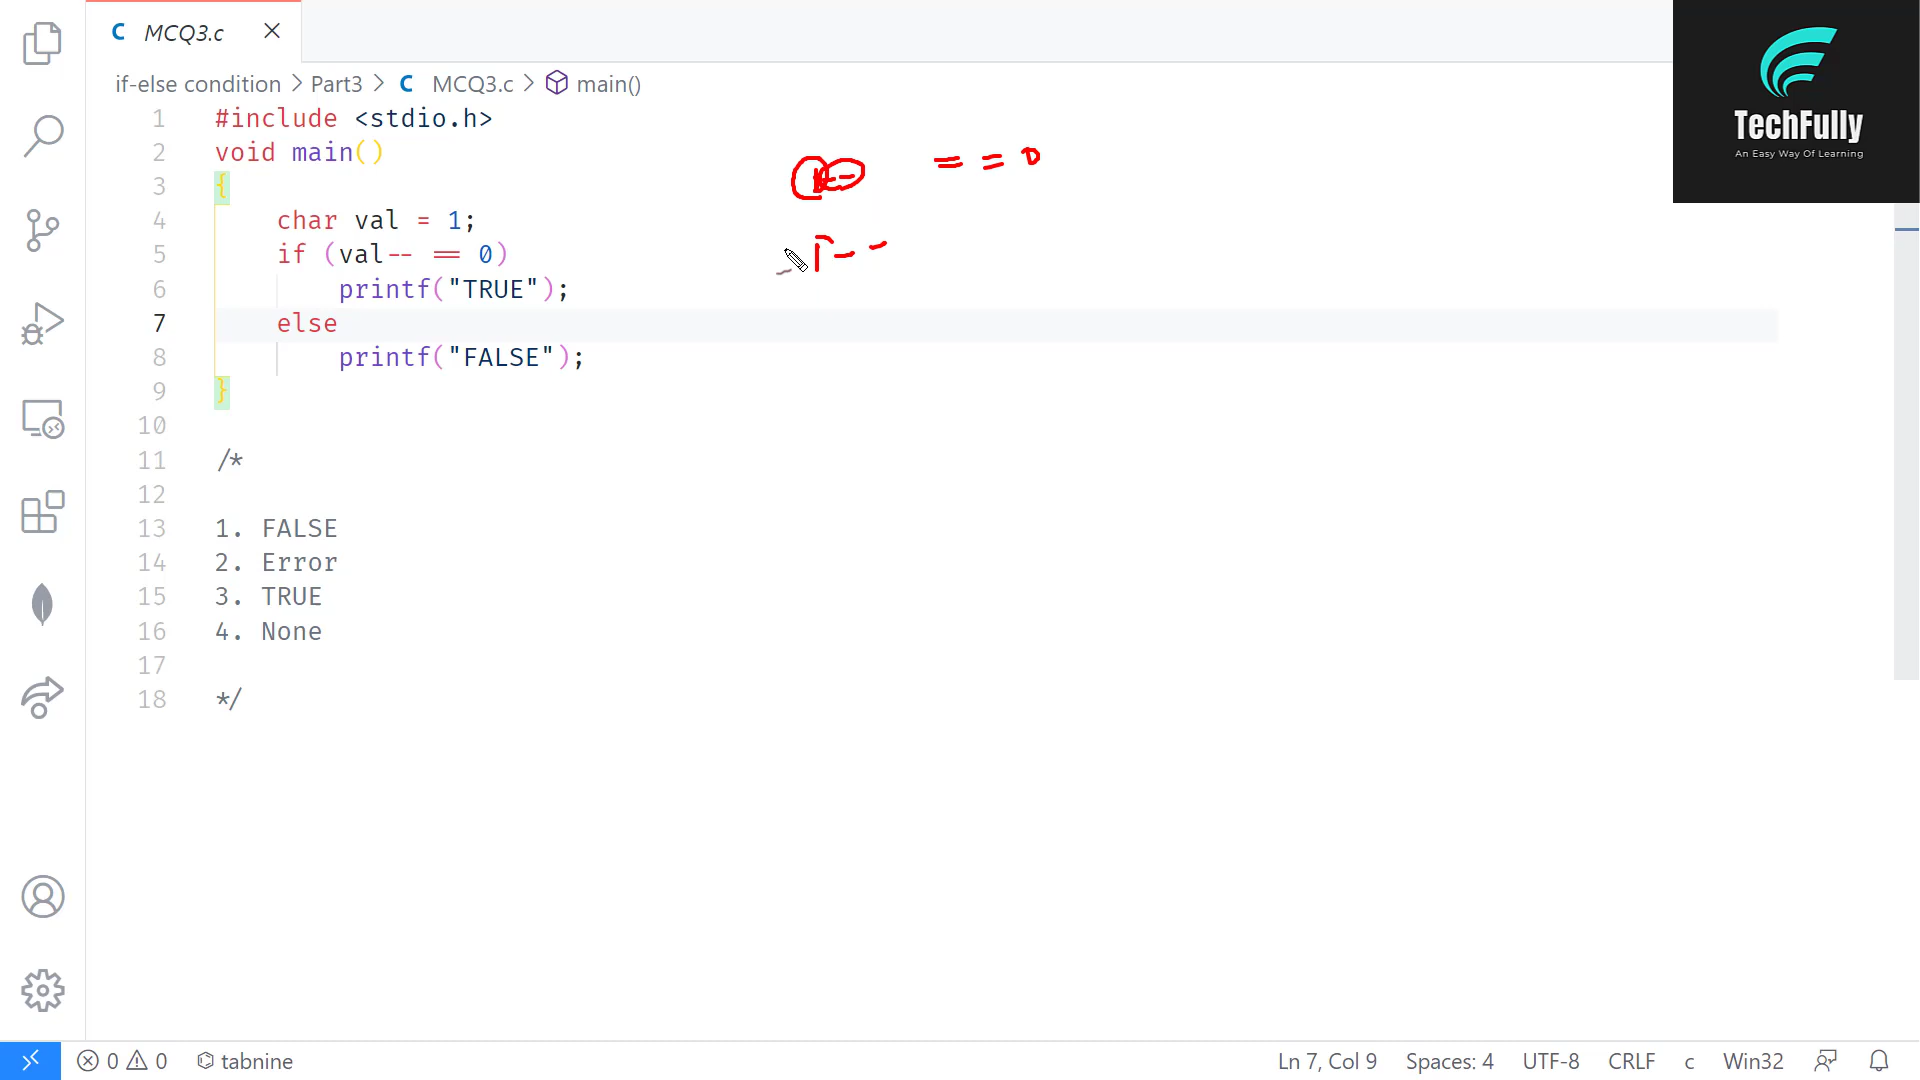 MCQ3.c
if-else condition > Part3 > C MCQ3.c > main()
1 #include <stdio.h>
2 void main()
3 {
4 char val = 1;
5 if (val-- == 0)
6 printf("TRUE");
7 else
8 printf("FALSE");
9 }
10
11 /*
12
13 1. FALSE
14 2. Error
15 3. TRUE
16 4. None
17
18 */
== 0
TechFully
An Easy Way Of Learning
0 0 tabnine
Ln 7, Col 9 Spaces: 4 UTF-8 CRLF c Win32